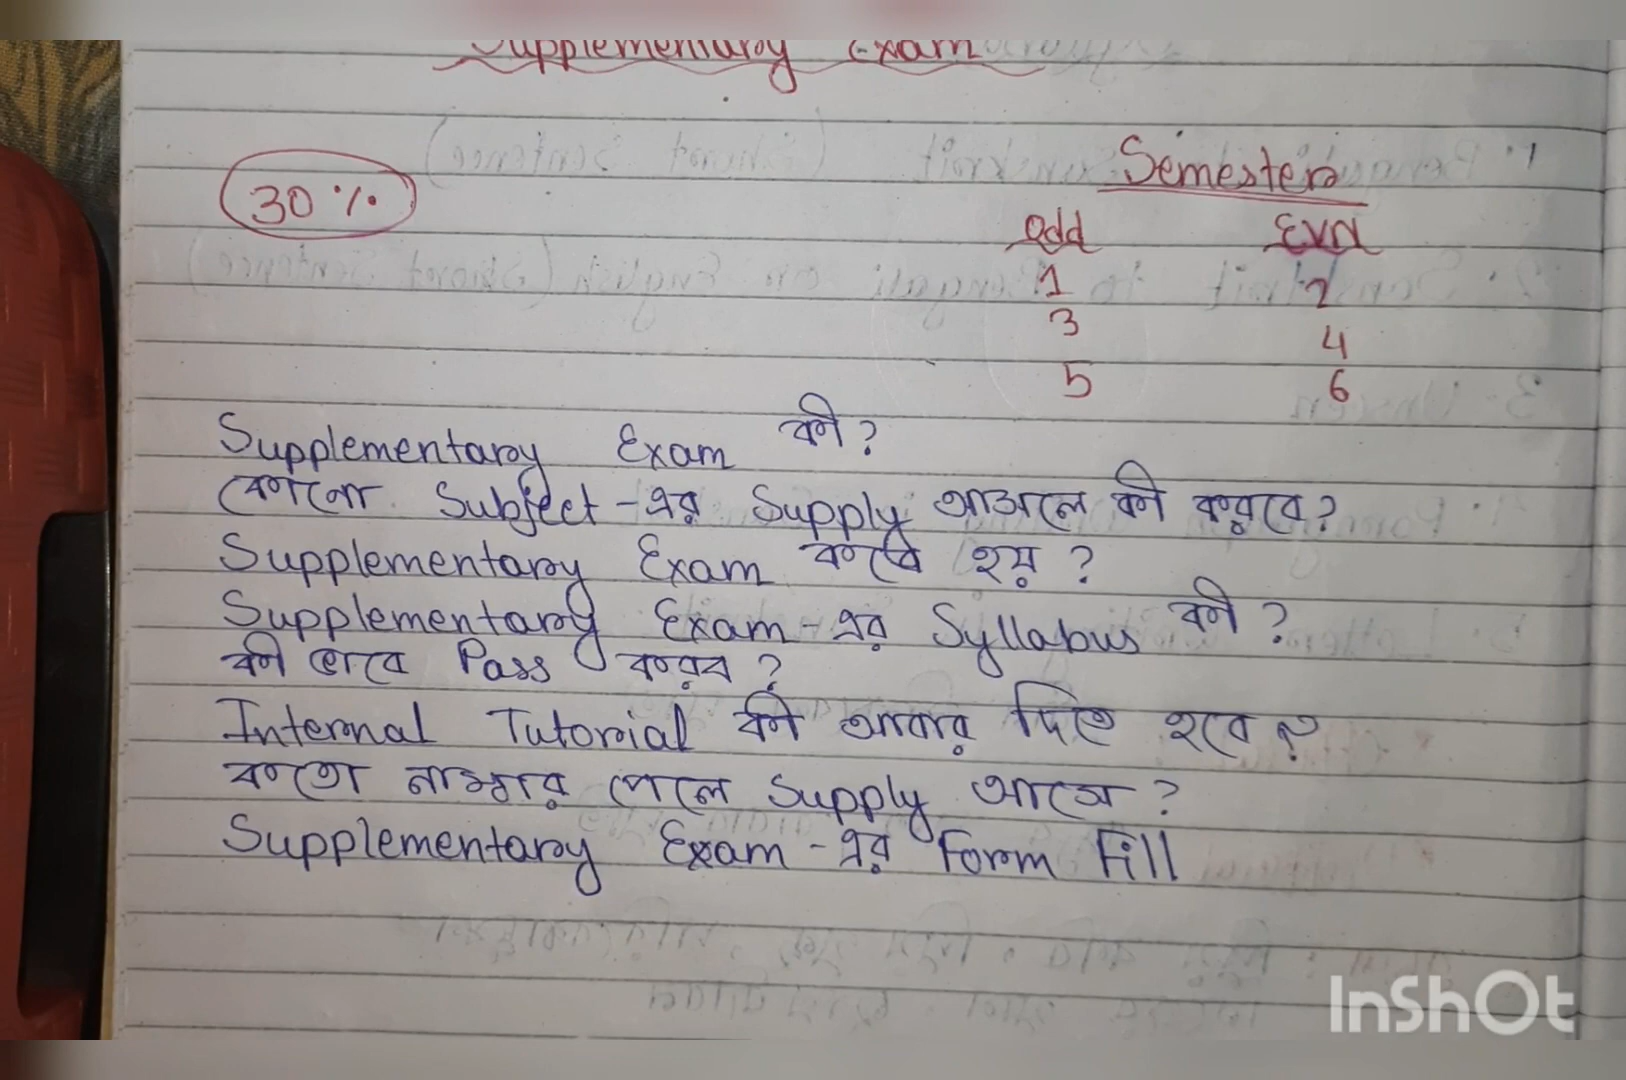 Supplementary Exam
Semester
30%
Odd Evn
1 2
3 4
5 6
Supplementary Exam কী?
কোনো Subject-এর Supply আসলে কী করবে?
Supplementary Exam কবে হয়?
Supplementary Exam-এর Syllabus কী?
কী ভাবে Pass করব?
Internal Tutorial কী আবার দিতে হবে?
কতো নাম্বার পেলে Supply আসে?
Supplementary Exam-এর Form Fill
InShOt